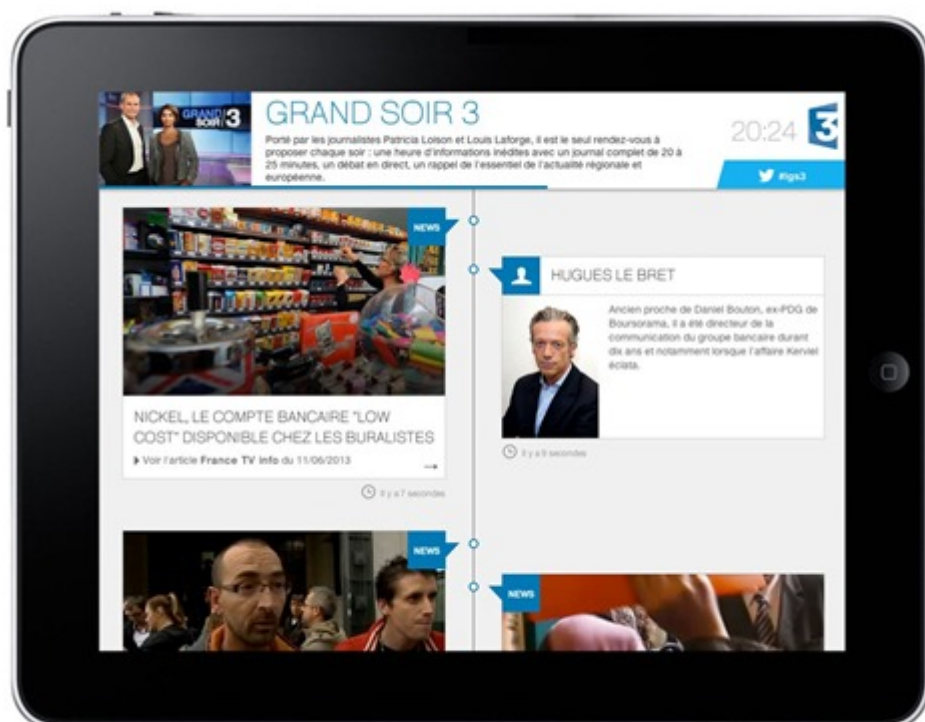 GRAND
SOIR 3
GRAND SOIR 3
Porté par les journalistes Patricia Loison et Louis Laforge, il est le seul rendez-vous à
proposer chaque soir : une heure d'informations inédites avec un journal complet de 20 à
25 minutes, un débat en direct, un rappel de l'essentiel de l'actualité régionale et
européenne.
20:24
3
#lgs3
NEWS
NICKEL, LE COMPTE BANCAIRE "LOW
COST" DISPONIBLE CHEZ LES BURALISTES
Voir l'article France TV info du 11/06/2013
Il y a 7 secondes
HUGUES LE BRET
Ancien proche de Daniel Bouton, ex-PDG de
Boursorama, il a été directeur de la
communication du groupe bancaire durant
dix ans et notamment lorsque l'affaire Kerviel
éclata.
Il y a 9 secondes
NEWS
NEWS